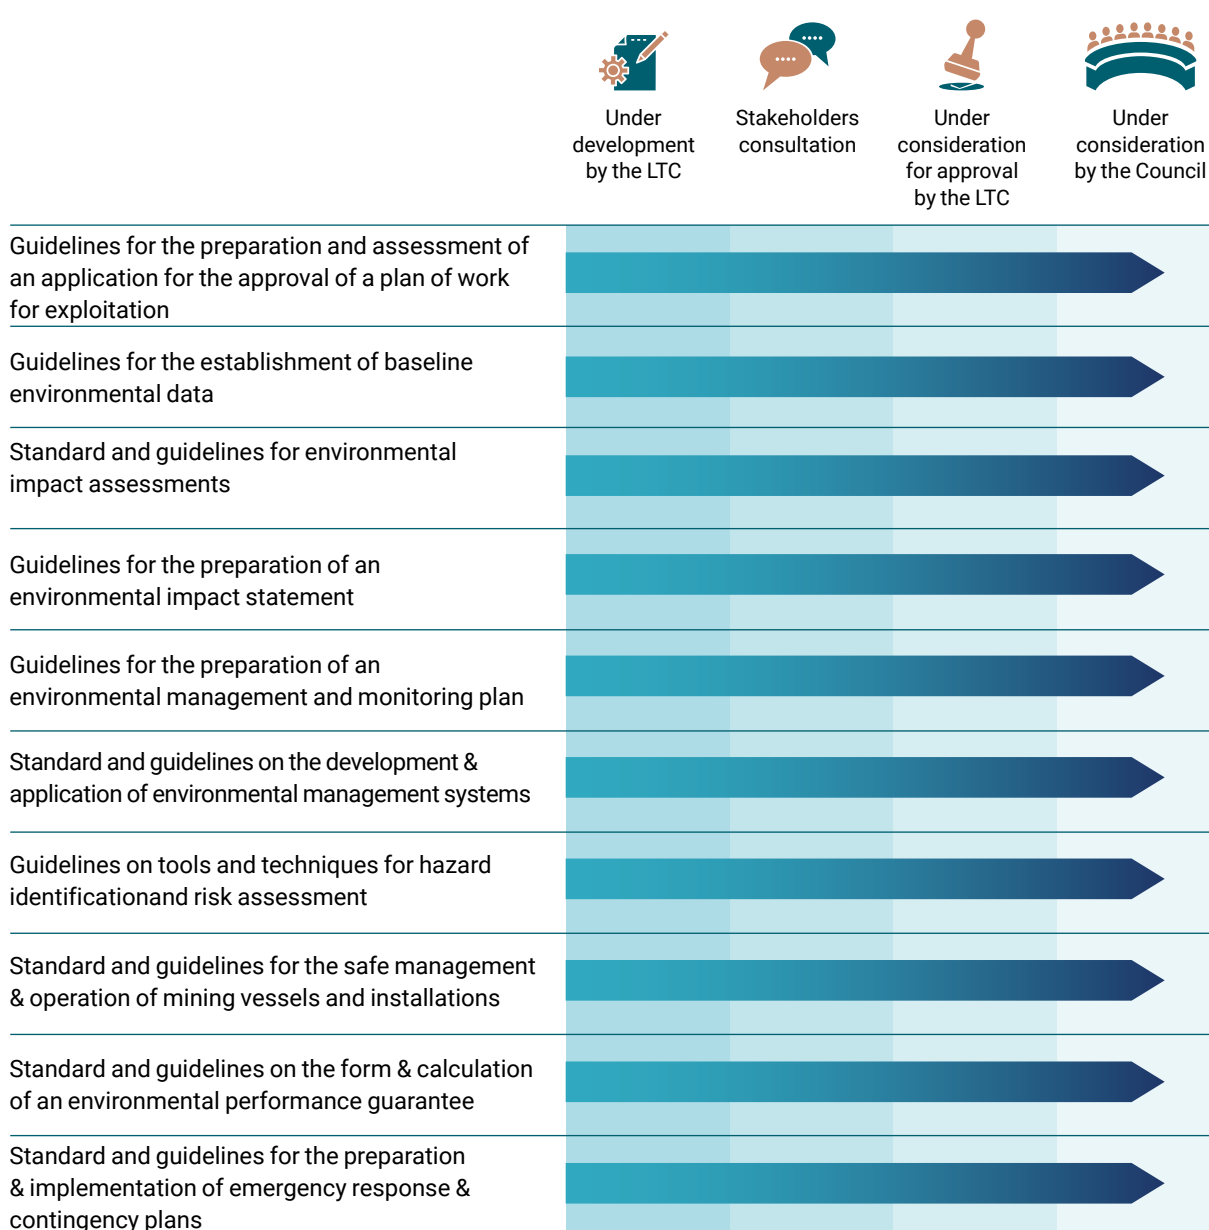 Under
development
by the LTC
Stakeholders
consultation
Under
consideration
for approval
by the LTC
Under
consideration
by the Council
Guidelines for the preparation and assessment of
an application for the approval of a plan of work
for exploitation
Guidelines for the establishment of baseline
environmental data
Standard and guidelines for environmental
impact assessments
Guidelines for the preparation of an
environmental impact statement
Guidelines for the preparation of an
environmental management and monitoring plan
Standard and guidelines on the development &
application of environmental management systems
Guidelines on tools and techniques for hazard
identificationand risk assessment
Standard and guidelines for the safe management
& operation of mining vessels and installations
Standard and guidelines on the form & calculation
of an environmental performance guarantee
Standard and guidelines for the preparation
& implementation of emergency response &
contingency plans